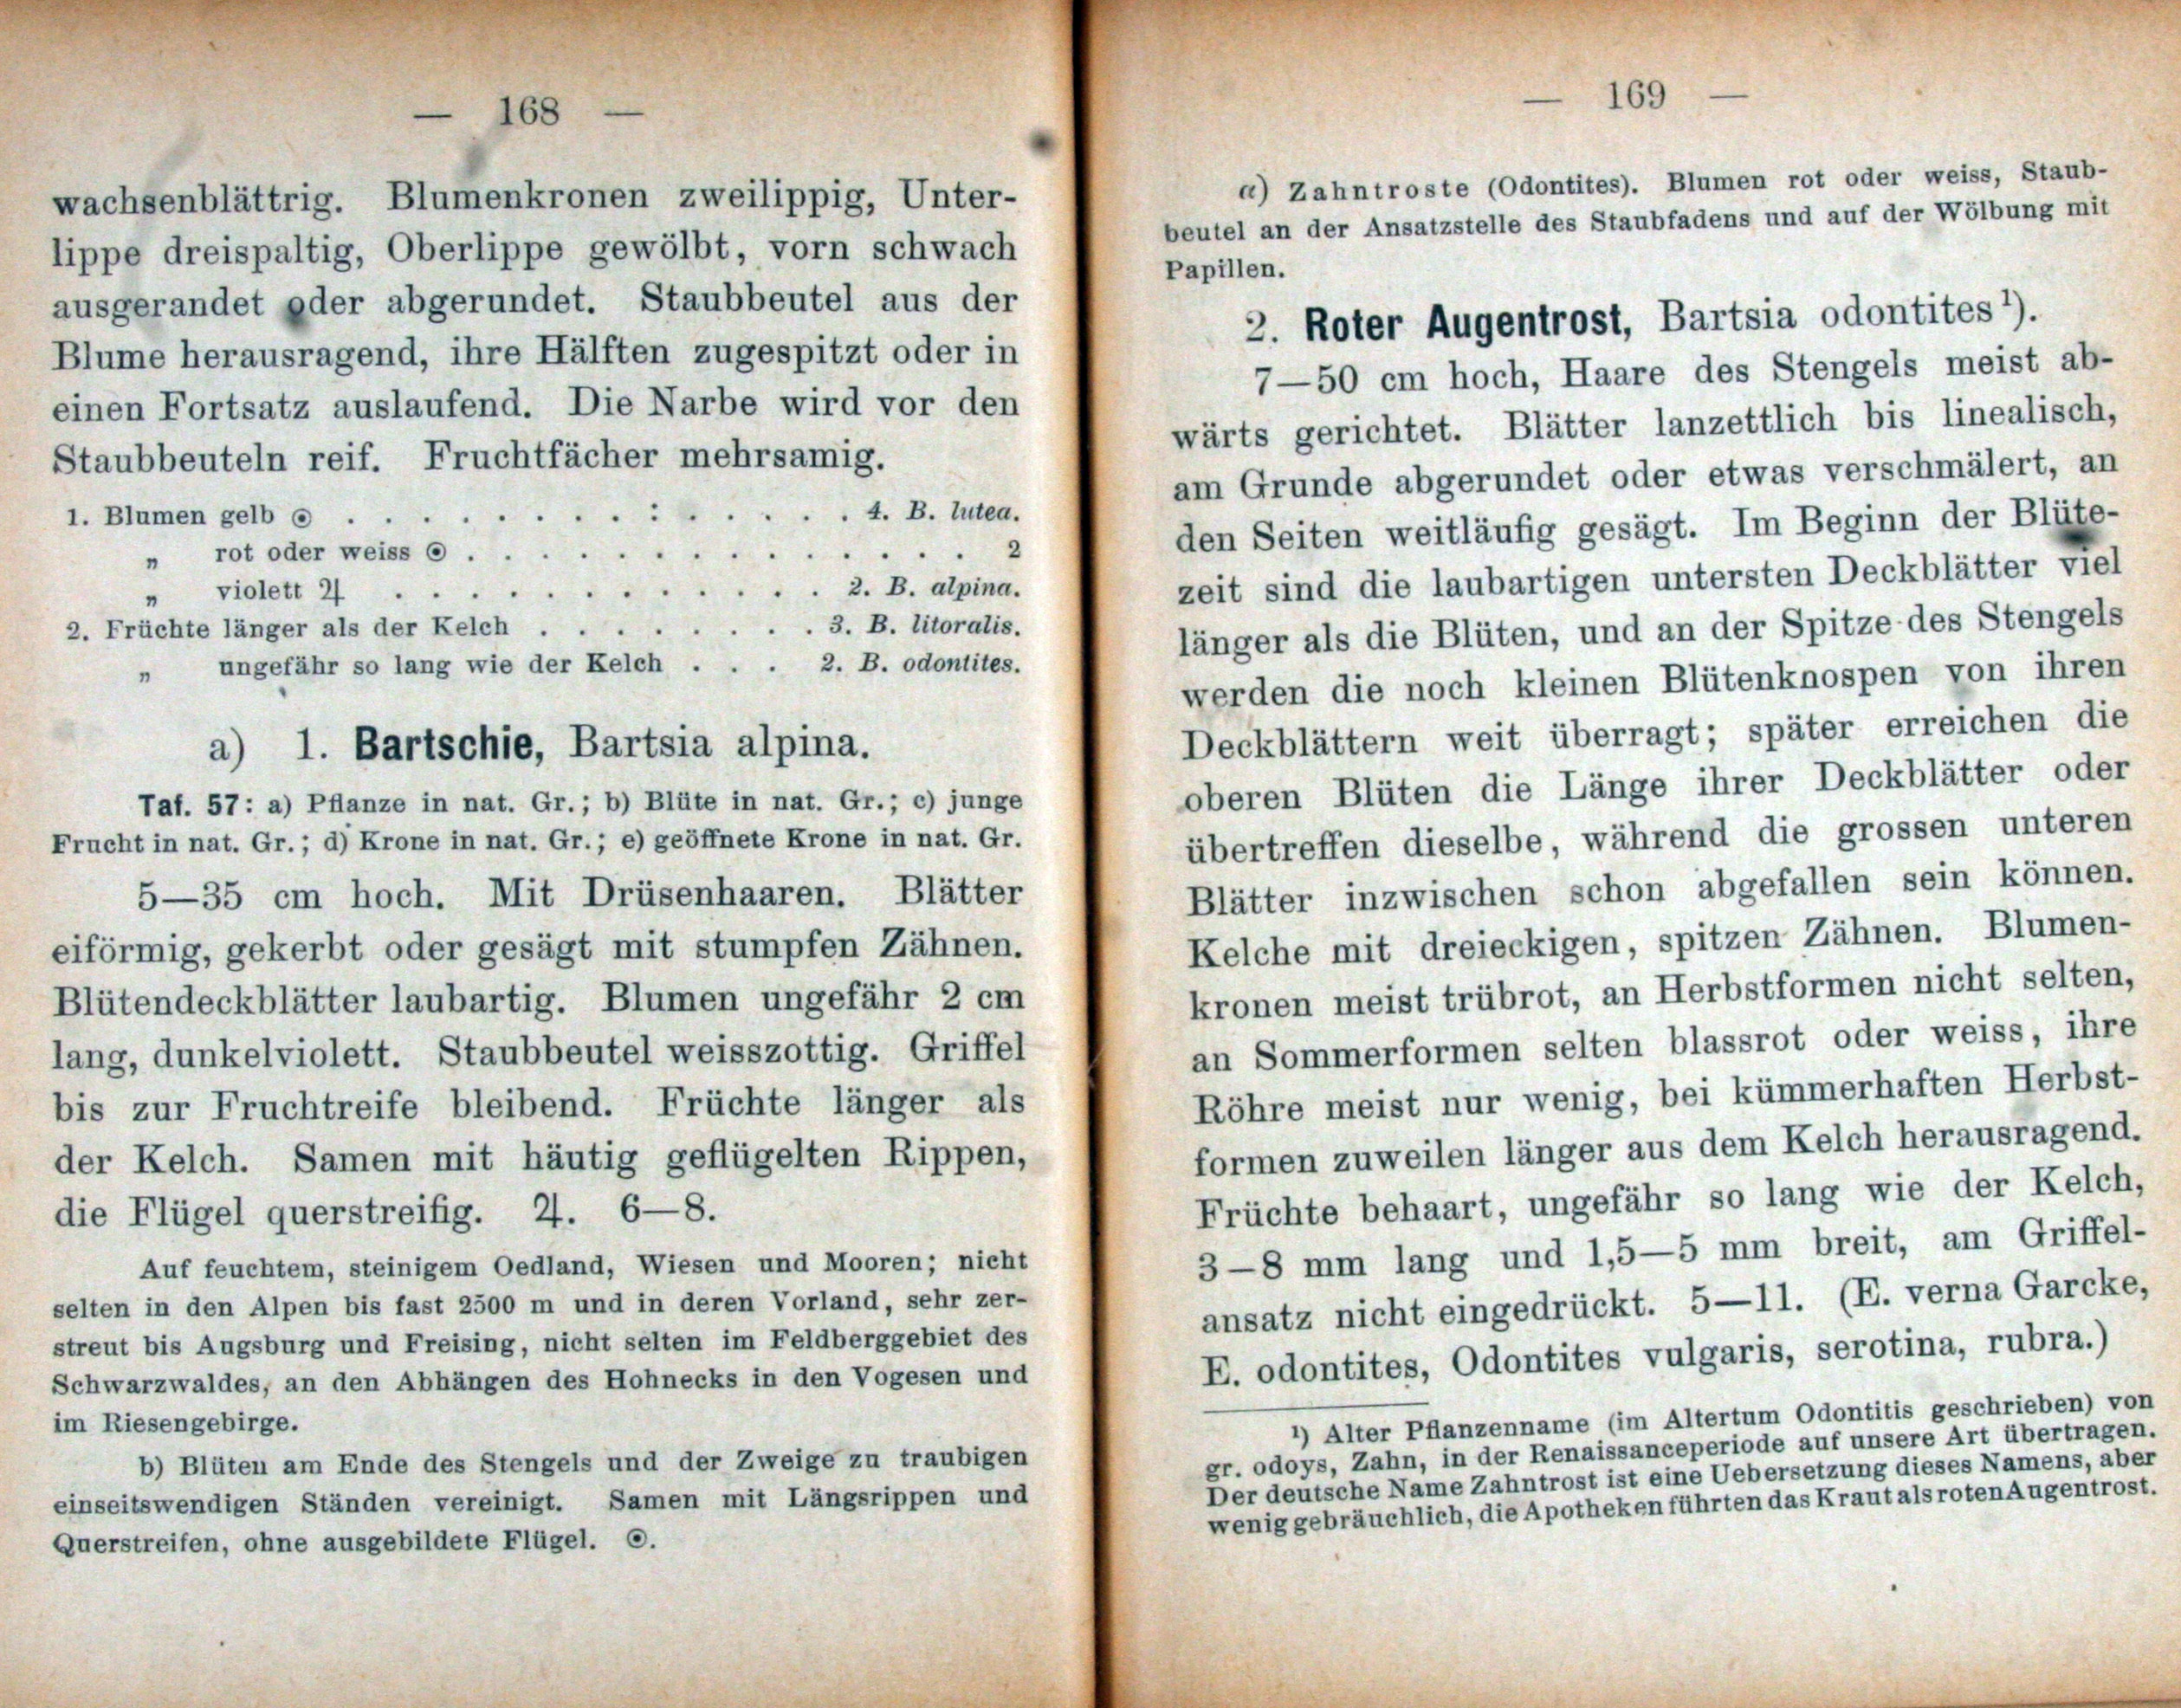 — 168 —
wachsenblättrig. Blumenkronen zweilippig, Unter-
lippe dreispaltig, Oberlippe gewölbt, vorn schwach
ausgerandet oder abgerundet. Staubbeutel aus der
Blume herausragend, ihre Hälften zugespitzt oder in
einen Fortsatz auslaufend. Die Narbe wird vor den
Staubbeuteln reif. Fruchtfächer mehrsamig.
1. Blumen gelb ⊙ . . . . . . . . . : . . . . . 4. B. lutea.
„ rot oder weiss ⊙ . . . . . . . . . . . . . . 2
„ violett ♃ . . . . . . . . . . . . 2. B. alpina.
2. Früchte länger als der Kelch . . . . . . . . 3. B. litoralis.
„ ungefähr so lang wie der Kelch . . . 2. B. odontites.
a) 1. Bartschie, Bartsia alpina.
Taf. 57: a) Pflanze in nat. Gr.; b) Blüte in nat. Gr.; c) junge
Frucht in nat. Gr.; d) Krone in nat. Gr.; e) geöffnete Krone in nat. Gr.
5—35 cm hoch. Mit Drüsenhaaren. Blätter
eiförmig, gekerbt oder gesägt mit stumpfen Zähnen.
Blütendeckblätter laubartig. Blumen ungefähr 2 cm
lang, dunkelviolett. Staubbeutel weisszottig. Griffel
bis zur Fruchtreife bleibend. Früchte länger als
der Kelch. Samen mit häutig geflügelten Rippen,
die Flügel querstreifig. ♃. 6—8.
Auf feuchtem, steinigem Oedland, Wiesen und Mooren; nicht
selten in den Alpen bis fast 2500 m und in deren Vorland, sehr zer-
streut bis Augsburg und Freising, nicht selten im Feldberggebiet des
Schwarzwaldes, an den Abhängen des Hohnecks in den Vogesen und
im Riesengebirge.
b) Blüten am Ende des Stengels und der Zweige zu traubigen
einseitswendigen Ständen vereinigt. Samen mit Längsrippen und
Querstreifen, ohne ausgebildete Flügel. ⊙.
— 169 —
α) Zahntroste (Odontites). Blumen rot oder weiss, Staub-
beutel an der Ansatzstelle des Staubfadens und auf der Wölbung mit
Papillen.
2. Roter Augentrost, Bartsia odontites ¹).
7—50 cm hoch, Haare des Stengels meist ab-
wärts gerichtet. Blätter lanzettlich bis linealisch,
am Grunde abgerundet oder etwas verschmälert, an
den Seiten weitläufig gesägt. Im Beginn der Blüte-
zeit sind die laubartigen untersten Deckblätter viel
länger als die Blüten, und an der Spitze des Stengels
werden die noch kleinen Blütenknospen von ihren
Deckblättern weit überragt; später erreichen die
oberen Blüten die Länge ihrer Deckblätter oder
übertreffen dieselbe, während die grossen unteren
Blätter inzwischen schon abgefallen sein können.
Kelche mit dreieckigen, spitzen Zähnen. Blumen-
kronen meist trübrot, an Herbstformen nicht selten,
an Sommerformen selten blassrot oder weiss, ihre
Röhre meist nur wenig, bei kümmerhaften Herbst-
formen zuweilen länger aus dem Kelch herausragend.
Früchte behaart, ungefähr so lang wie der Kelch,
3—8 mm lang und 1,5—5 mm breit, am Griffel-
ansatz nicht eingedrückt. 5—11. (E. verna Garcke,
E. odontites, Odontites vulgaris, serotina, rubra.)
¹) Alter Pflanzenname (im Altertum Odontitis geschrieben) von
gr. odoys, Zahn, in der Renaissanceperiode auf unsere Art übertragen.
Der deutsche Name Zahntrost ist eine Uebersetzung dieses Namens, aber
wenig gebräuchlich, die Apotheken führten das Kraut als roten Augentrost.